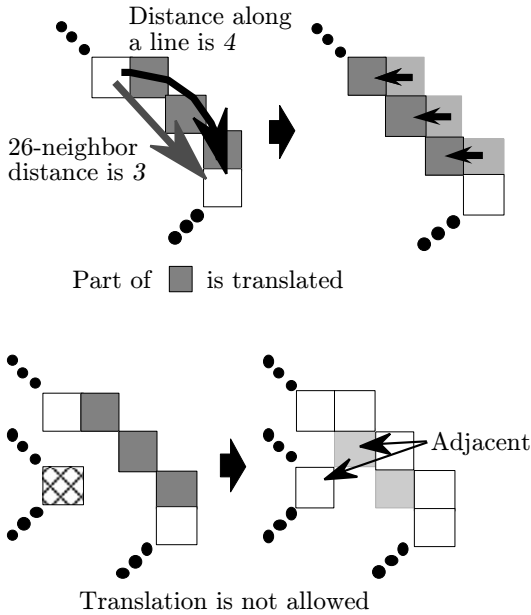 Distance along
a line is 4
26-neighbor
distance is 3
Part of is translated
Adjacent
Translation is not allowed